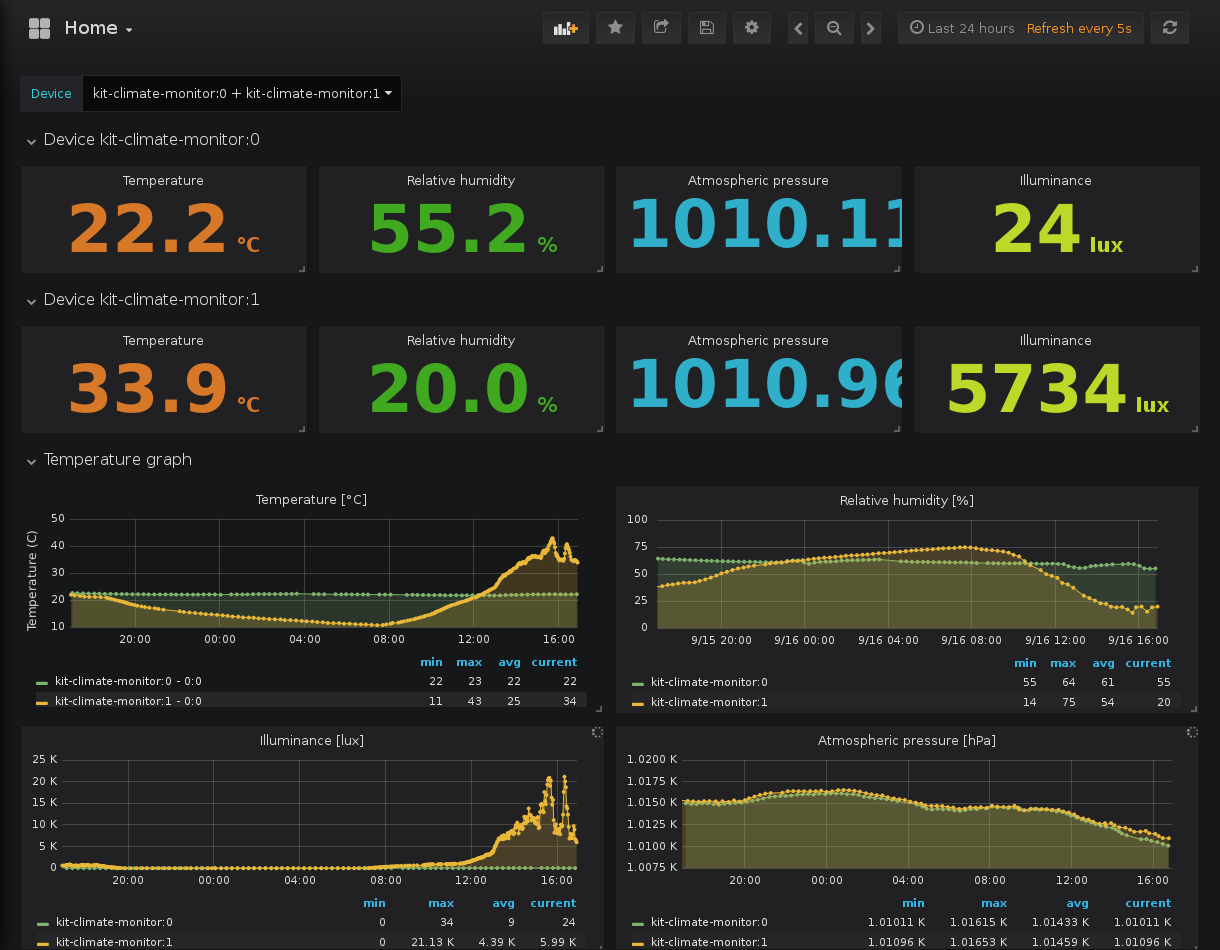 Home
Last 24 hours Refresh every 5s
Device kit-climate-monitor:0 + kit-climate-monitor:1
Device kit-climate-monitor:0
Temperature Relative humidity Atmospheric pressure Illuminance
22.2 °C 55.2 % 1010.11 24 lux
Device kit-climate-monitor:1
Temperature Relative humidity Atmospheric pressure Illuminance
33.9 °C 20.0 % 1010.96 5734 lux
Temperature graph
Temperature [°C]
Temperature (C)
50
40
30
20
10
20:00 00:00 04:00 08:00 12:00 16:00
min max avg current
kit-climate-monitor:0 - 0:0 22 23 22 22
kit-climate-monitor:1 - 0:0 11 43 25 34
Relative humidity [%]
100
75
50
25
0
9/15 20:00 9/16 00:00 9/16 04:00 9/16 08:00 9/16 12:00 9/16 16:00
min max avg current
kit-climate-monitor:0 55 64 61 55
kit-climate-monitor:1 14 75 54 20
Illuminance [lux]
25 K
20 K
15 K
10 K
5 K
0
20:00 00:00 04:00 08:00 12:00 16:00
min max avg current
kit-climate-monitor:0 0 34 9 24
kit-climate-monitor:1 0 21.13 K 4.39 K 5.99 K
Atmospheric pressure [hPa]
1.0200 K
1.0175 K
1.0150 K
1.0125 K
1.0100 K
1.0075 K
20:00 00:00 04:00 08:00 12:00 16:00
min max avg current
kit-climate-monitor:0 1.01011 K 1.01615 K 1.01433 K 1.01011 K
kit-climate-monitor:1 1.01096 K 1.01653 K 1.01459 K 1.01096 K